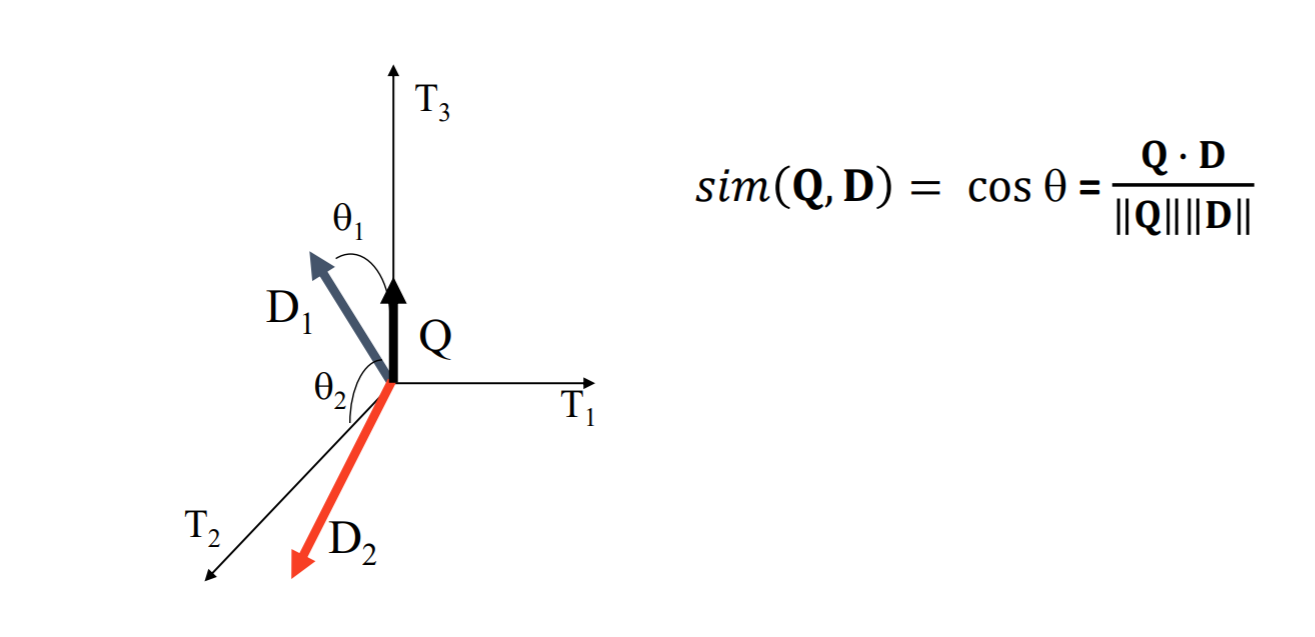 T₃
θ₁
D₁
Q
θ₂
T₁
T₂
D₂
sim(Q, D) = cos θ = Q · D / ‖Q‖‖D‖